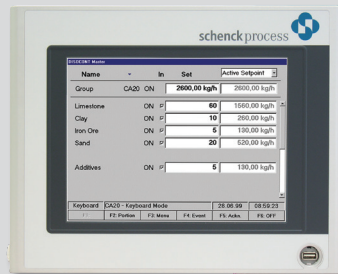 schenck process
DISOCONT Master
Name - In Set Active Setpoint
Group CA20 ON 2600,00 kg/h 2600,00 kg/h
Limestone ON 60 1560,00 kg/h
Clay ON 10 260,00 kg/h
Iron Ore ON 5 130,00 kg/h
Sand ON 20 520,00 kg/h
Additives ON 5 130,00 kg/h
Keyboard CA20 - Keyboard Mode 28.06.99 08:59:23
F1: F2: Portion F3: Menu F4: Event F5: Ackn. F6: OFF